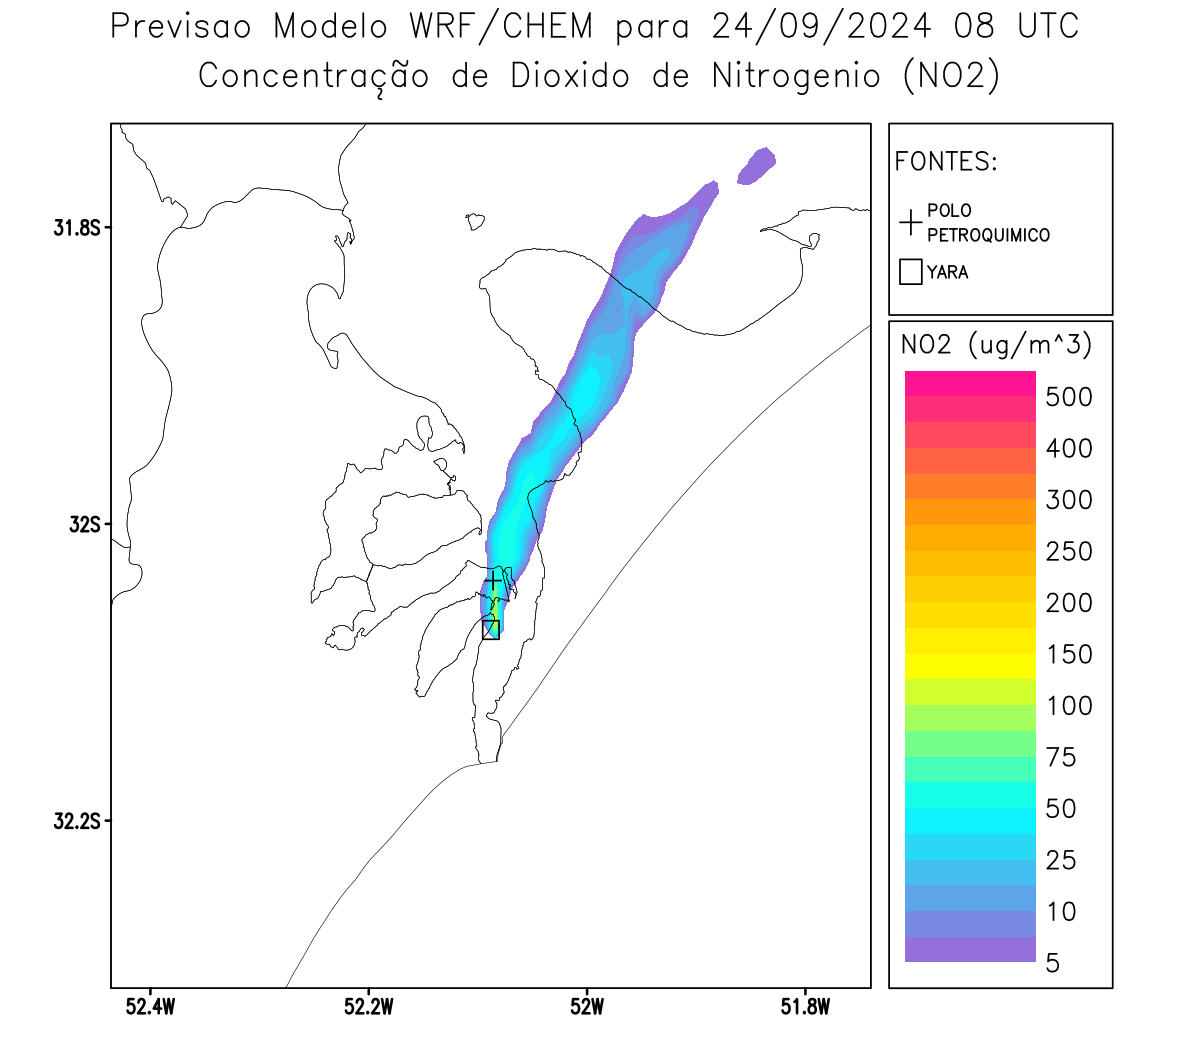 Previsao Modelo WRF/CHEM para 24/09/2024 08 UTC
Concentração de Dioxido de Nitrogenio (NO2)
FONTES:
POLO
PETROQUIMICO
YARA
31.8S
32S
32.2S
52.4W
52.2W
52W
51.8W
NO2 (ug/m^3)
500
400
300
250
200
150
100
75
50
25
10
5